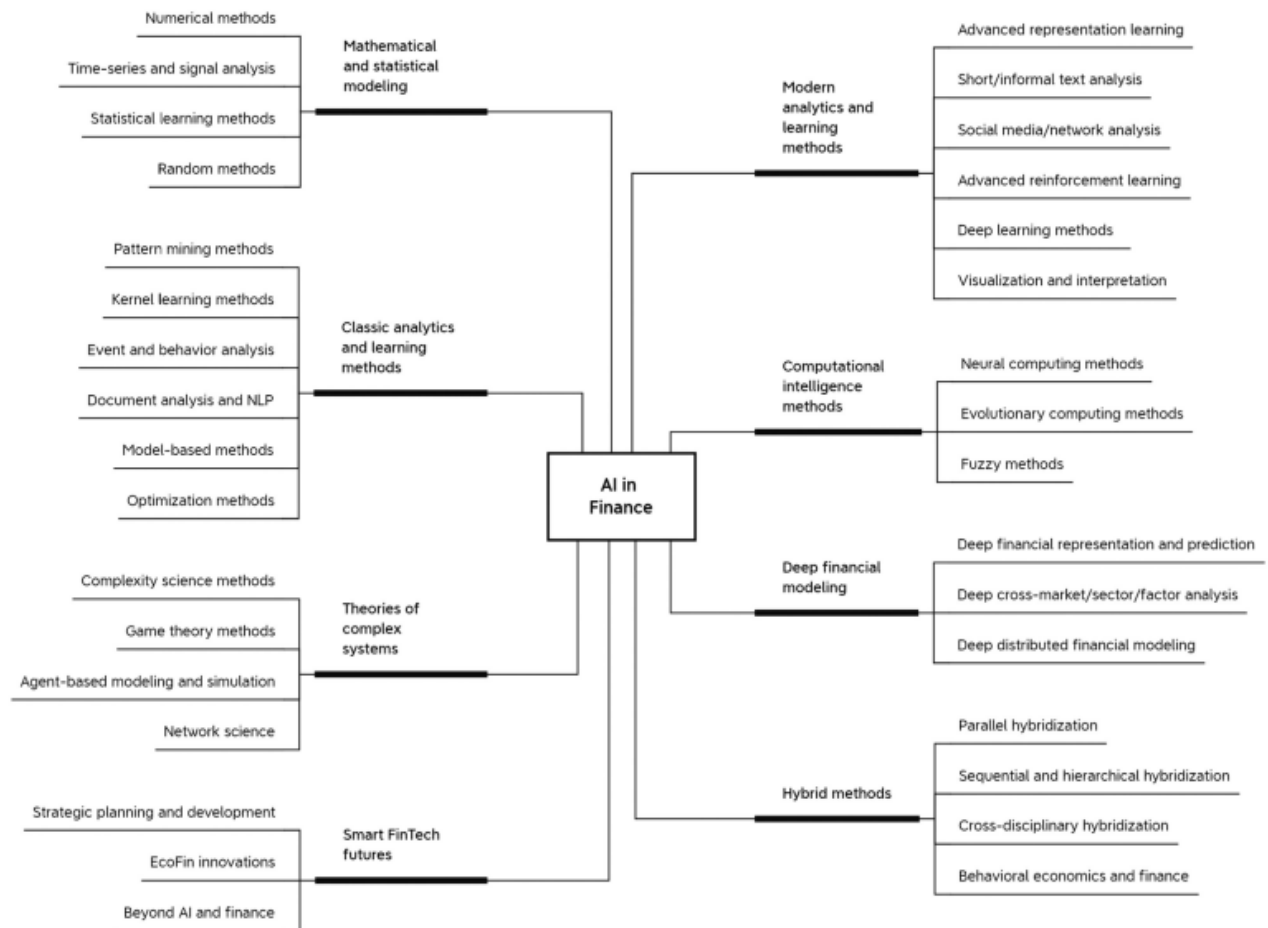 Numerical methods
Time-series and signal analysis
Statistical learning methods
Random methods
Mathematical
and statistical
modeling
Pattern mining methods
Kernel learning methods
Event and behavior analysis
Document analysis and NLP
Model-based methods
Optimization methods
Classic analytics
and learning
methods
Complexity science methods
Game theory methods
Agent-based modeling and simulation
Network science
Theories of
complex
systems
Strategic planning and development
EcoFin innovations
Beyond AI and finance
Smart FinTech
futures
AI in
Finance
Modern
analytics and
learning
methods
Advanced representation learning
Short/informal text analysis
Social media/network analysis
Advanced reinforcement learning
Deep learning methods
Visualization and interpretation
Computational
intelligence
methods
Neural computing methods
Evolutionary computing methods
Fuzzy methods
Deep financial
modeling
Deep financial representation and prediction
Deep cross-market/sector/factor analysis
Deep distributed financial modeling
Hybrid methods
Parallel hybridization
Sequential and hierarchical hybridization
Cross-disciplinary hybridization
Behavioral economics and finance